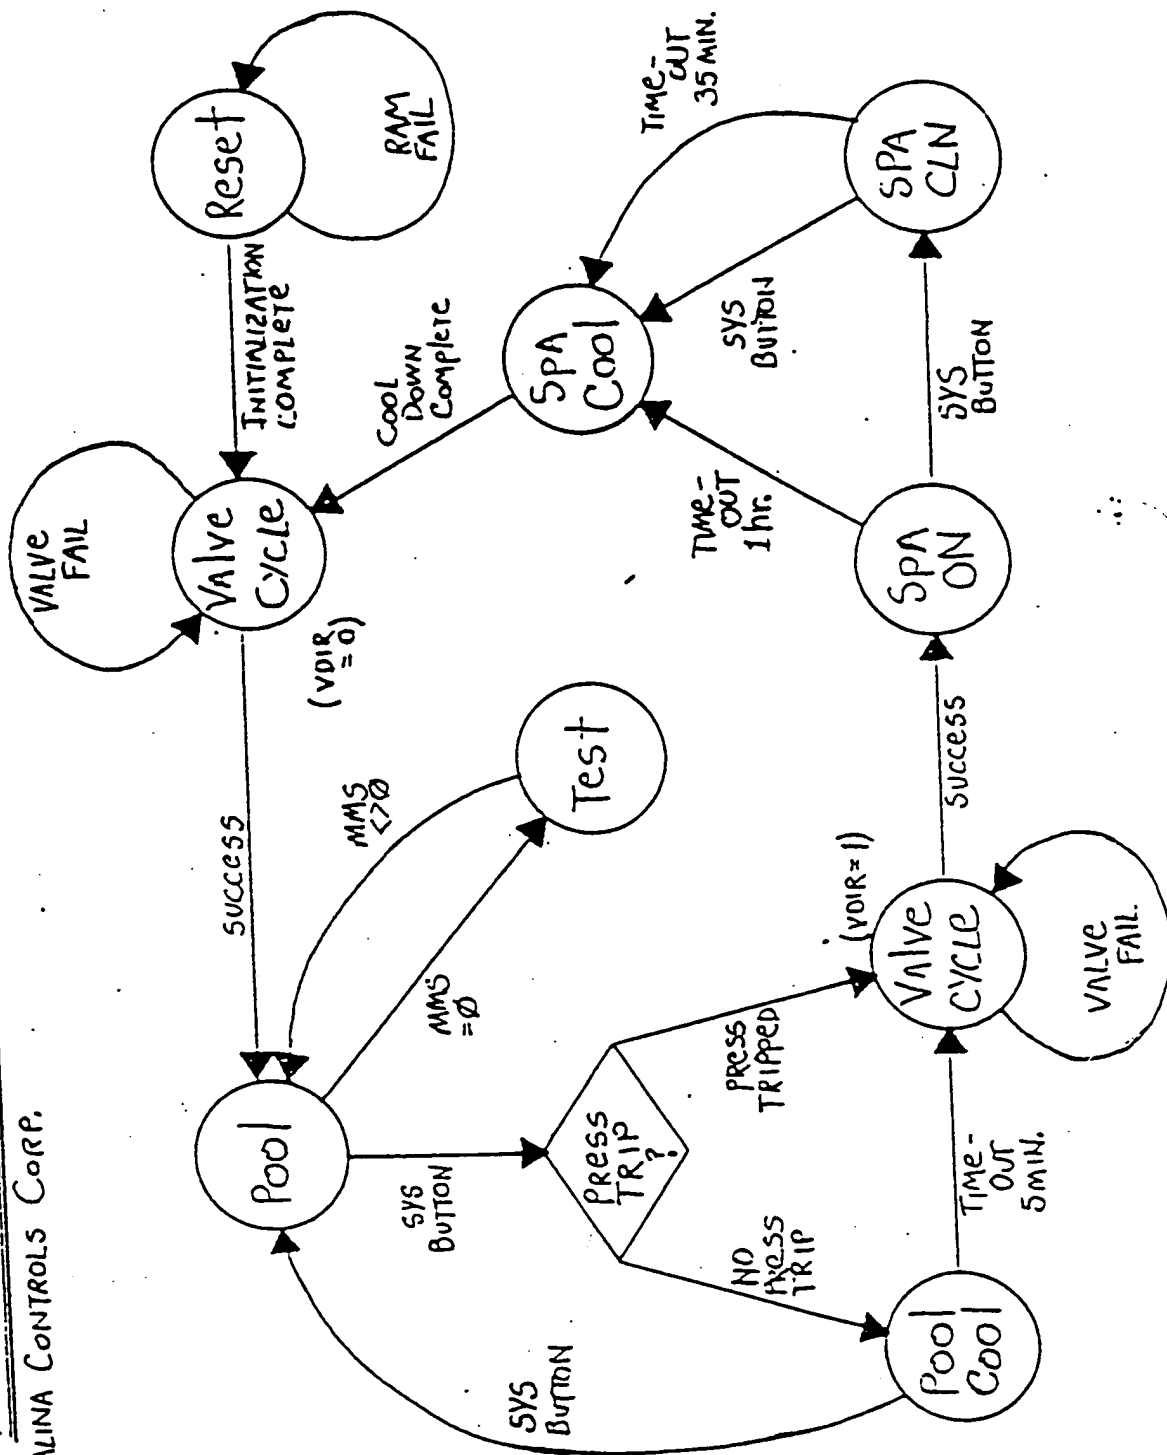 ALINA CONTROLS CORP.
Reset
RAM
FAIL
INITIALIZATION
COMPLETE
VALVE
FAIL
VALVE
CYCLE
(VDIR
= 0)
SUCCESS
Pool
MMS
<>0
MMS
=0
Test
SYS
BUTTON
PRESS
TRIP
?
PRESS
TRIPPED
NO
PRESS
TRIP
SYS
BUTTON
Pool
Cool
TIME-
OUT
5 MIN.
(VDIR=1)
VALVE
CYCLE
VALVE
FAIL.
SUCCESS
SPA
ON
TIME-
OUT
1 hr.
SYS
BUTTON
SPA
CLN
SYS
BUTTON
TIME-
OUT
35 MIN.
SPA
Cool
COOL
DOWN
Complete